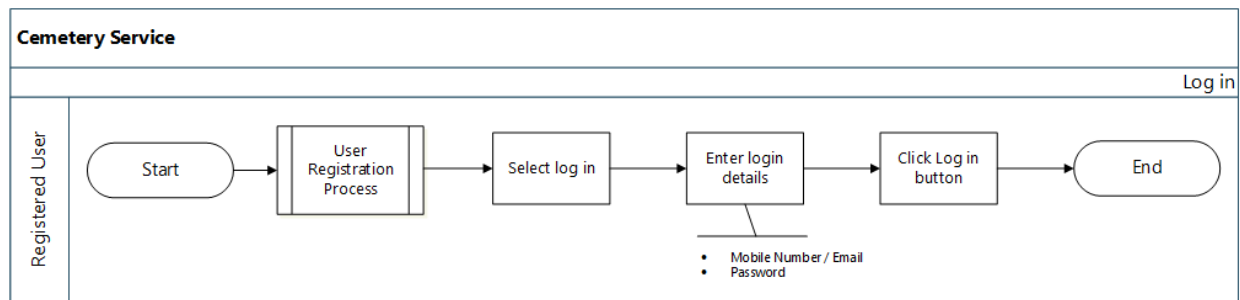 Cemetery Service
Log in
Registered User
Start
User
Registration
Process
Select log in
Enter login
details
Click Log in
button
End
• Mobile Number / Email
• Password